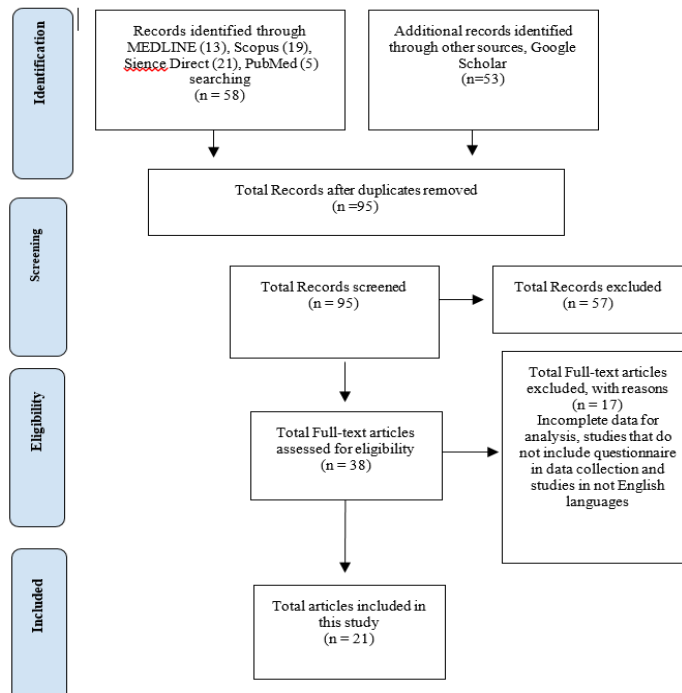 Identification
Records identified through
MEDLINE (13), Scopus (19),
Sience Direct (21), PubMed (5)
searching
(n = 58)
Additional records identified
through other sources, Google
Scholar
(n=53)
Total Records after duplicates removed
(n =95)
Screening
Total Records screened
(n = 95)
Total Records excluded
(n = 57)
Eligibility
Total Full-text articles
assessed for eligibility
(n = 38)
Total Full-text articles
excluded, with reasons
(n = 17)
Incomplete data for
analysis, studies that do
not include questionnaire
in data collection and
studies in not English
languages
Included
Total articles included in
this study
(n = 21)